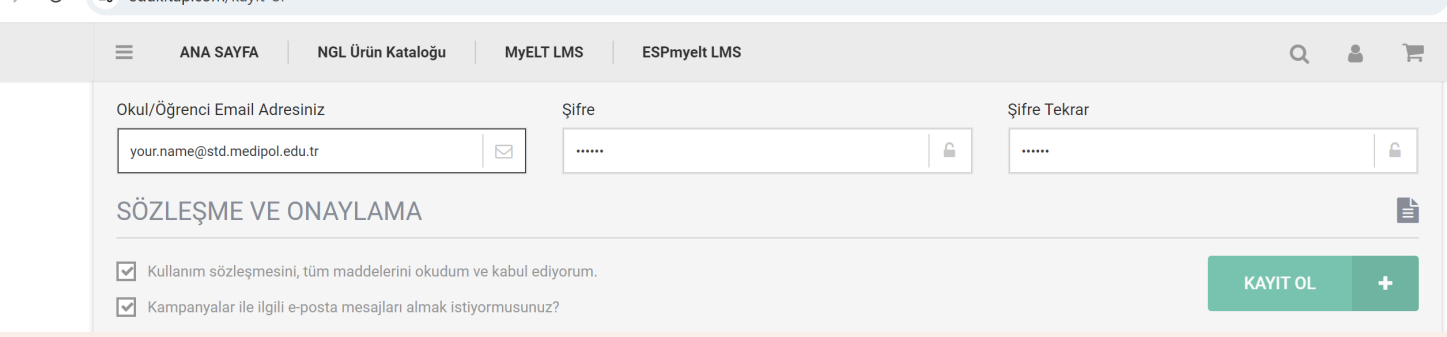 ANA SAYFA
NGL Ürün Kataloğu
MyELT LMS
ESPmyelt LMS
Okul/Öğrenci Email Adresiniz
Şifre
Şifre Tekrar
your.name@std.medipol.edu.tr
••••••
••••••
SÖZLEŞME VE ONAYLAMA
Kullanım sözleşmesini, tüm maddelerini okudum ve kabul ediyorum.
KAYIT OL
Kampanyalar ile ilgili e-posta mesajları almak istiyormusunuz?